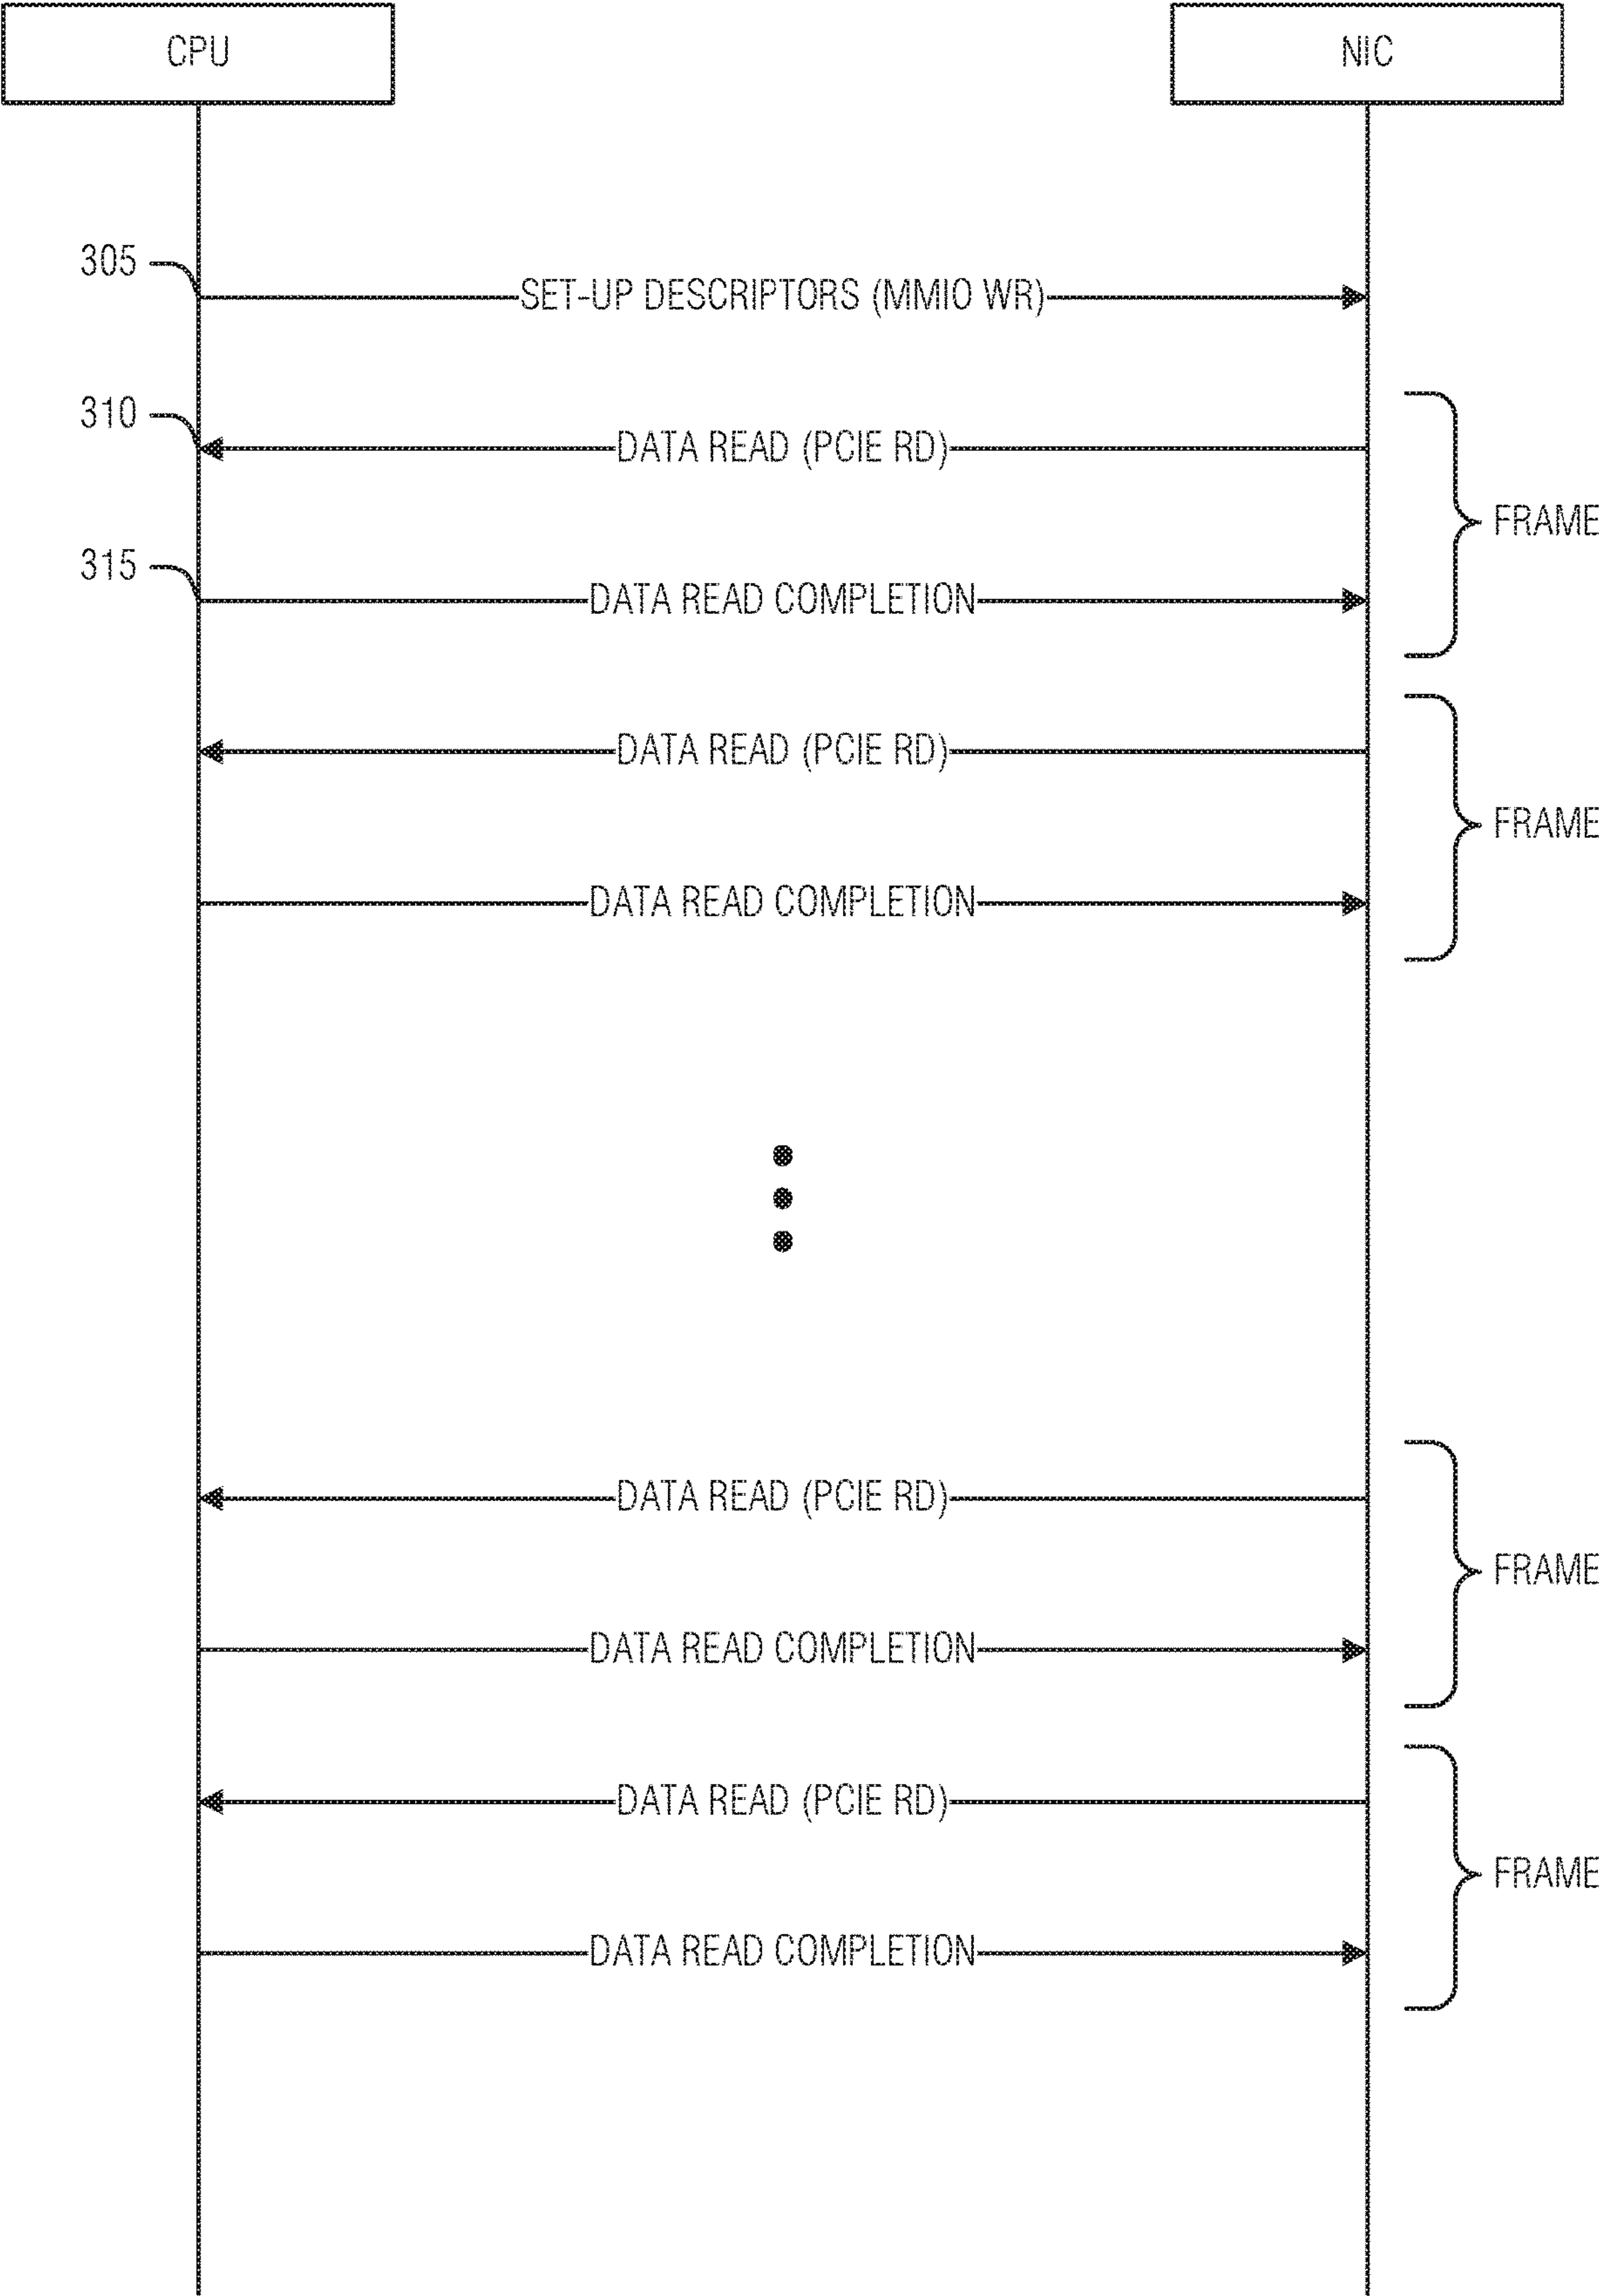 CPU
NIC
305
SET-UP DESCRIPTORS (MMIO WR)
310
DATA READ (PCIE RD)
FRAME
315
DATA READ COMPLETION
DATA READ (PCIE RD)
FRAME
DATA READ COMPLETION
DATA READ (PCIE RD)
FRAME
DATA READ COMPLETION
DATA READ (PCIE RD)
FRAME
DATA READ COMPLETION